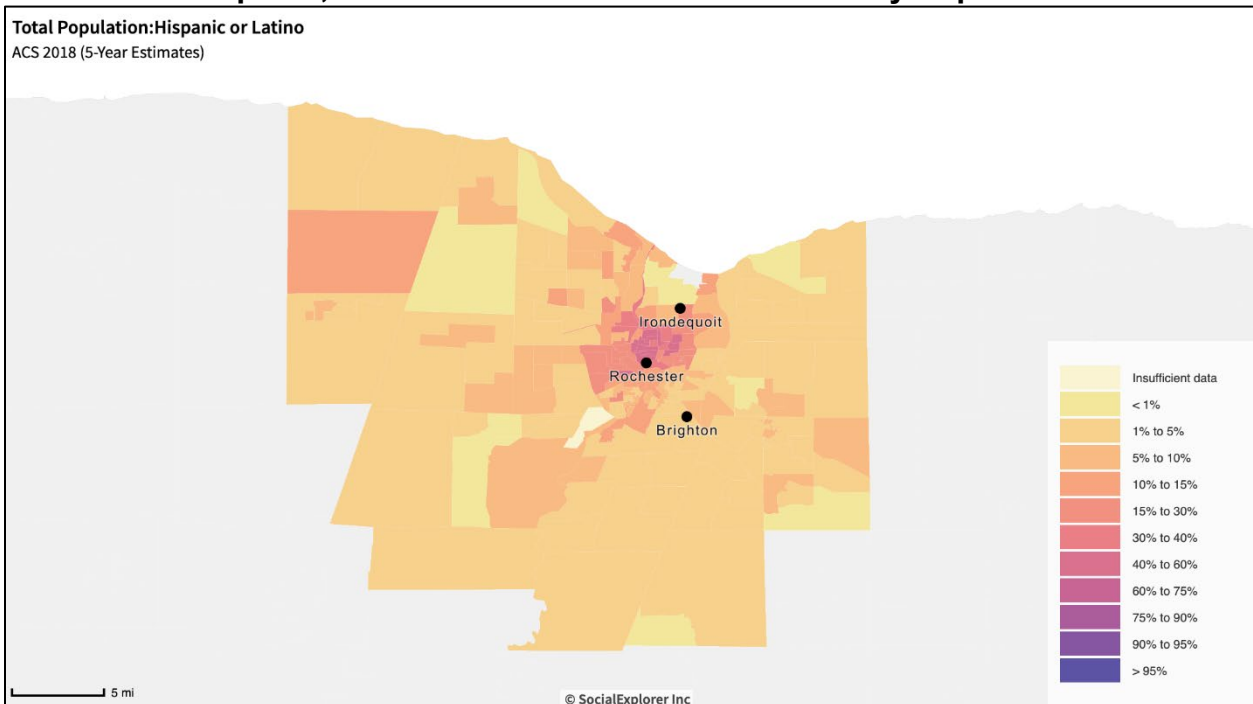 Total Population:Hispanic or Latino
ACS 2018 (5-Year Estimates)
Irondequoit
Rochester
Brighton
Insufficient data
< 1%
1% to 5%
5% to 10%
10% to 15%
15% to 30%
30% to 40%
40% to 60%
60% to 75%
75% to 90%
90% to 95%
> 95%
5 mi
© SocialExplorer Inc